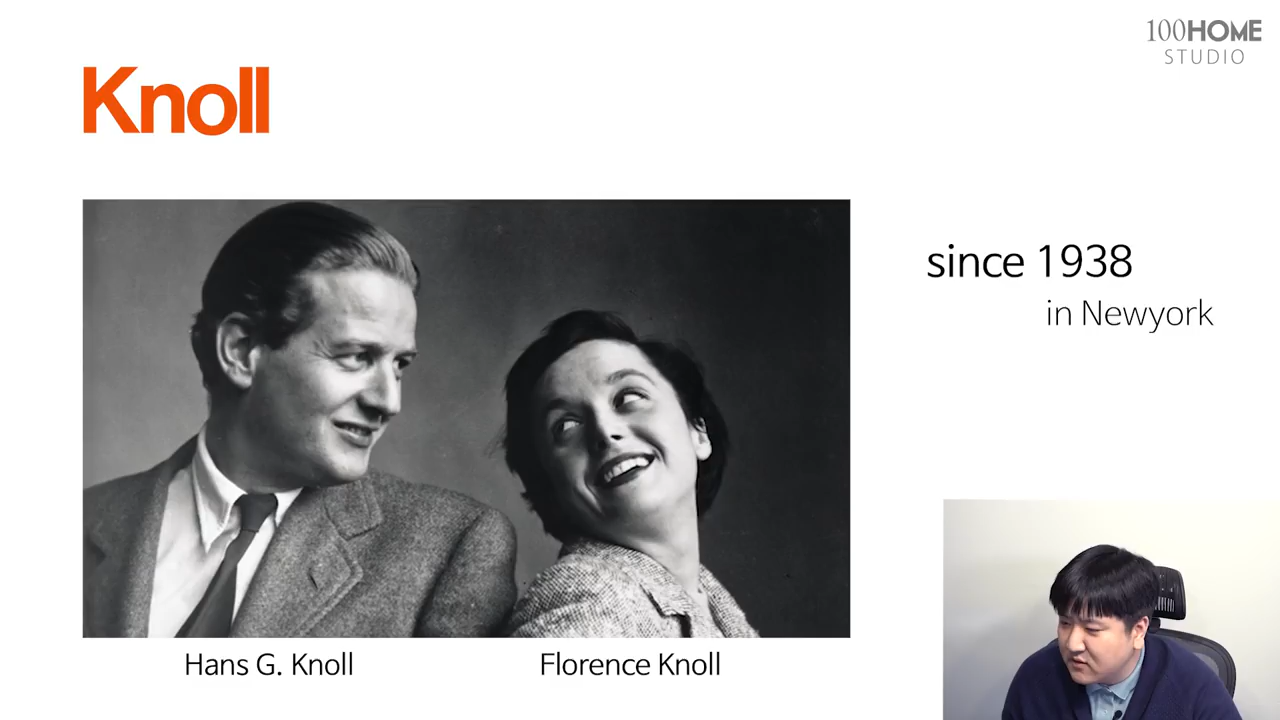 100HOME
STUDIO
Knoll
since 1938
in Newyork
Hans G. Knoll
Florence Knoll